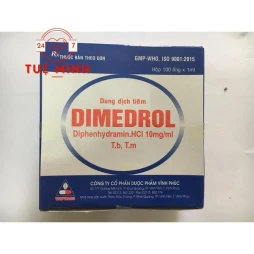 24 7
TUỆ MINH
Rx THUỐC BÁN THEO ĐƠN
GMP-WHO, ISO 9001:2015
Hộp 100 ống x 1ml
Dung dịch tiêm
DIMEDROL
Diphenhydramin.HCl 10mg/ml
T.b, T.m
CÔNG TY CỔ PHẦN DƯỢC PHẨM VĨNH PHÚC